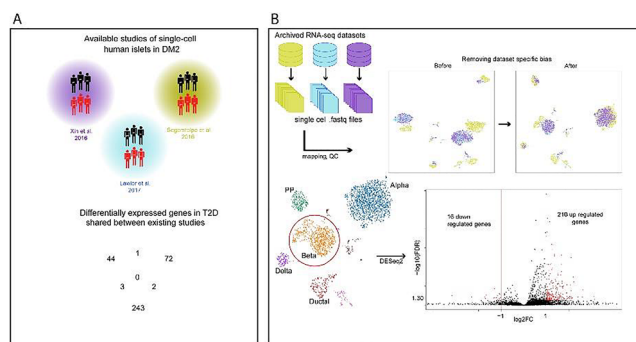 A
Available studies of single-cell
human islets in DM2
Xin et al.
2016
Segerstolpe et al.
2016
Lawlor et al.
2017
Differentially expressed genes in T2D
shared between existing studies
1
44
72
0
3
2
243
B
Archived RNA-seq datasets
single cel .fastq files
mapping, QC
Removing dataset specific bias
Before
After
PP
Alpha
Beta
Delta
Ductal
DESeq2
16 down
regulated genes
210 up regulated
genes
-log10(FDR)
1.30
-1
1
log2FC